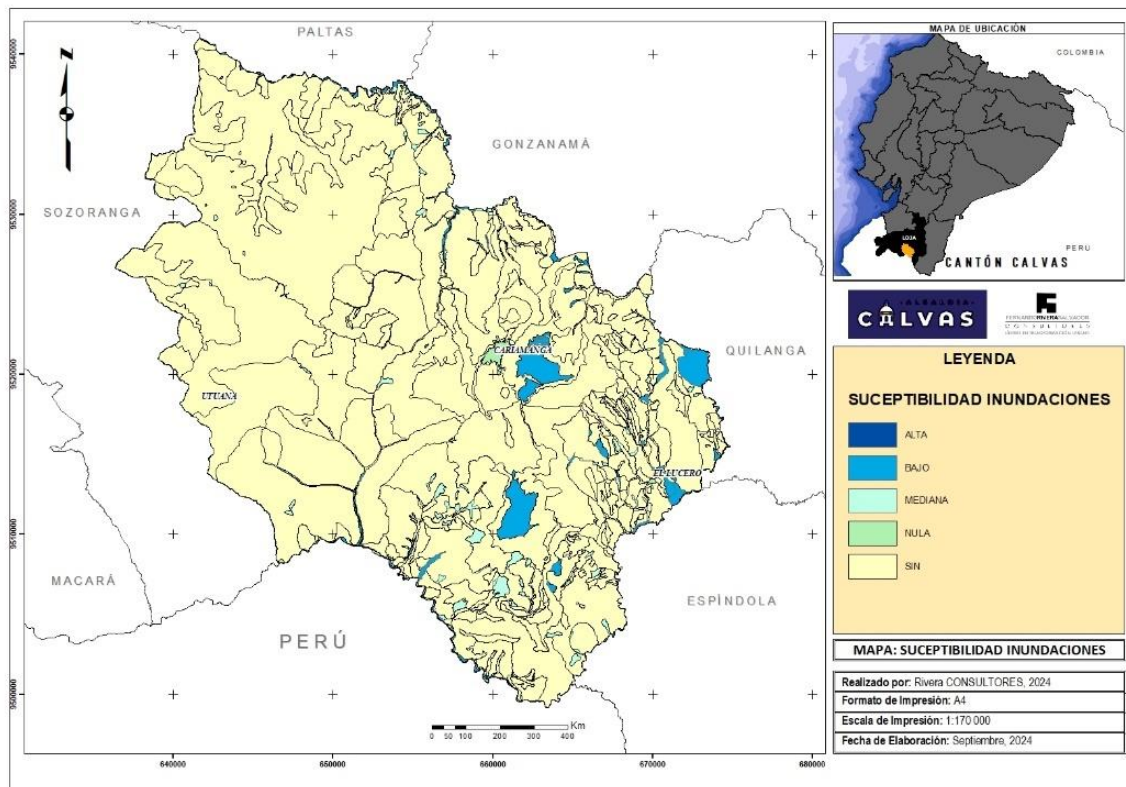 PALTAS
GONZANAMÁ
SOZORANGA
CARIAMANGA
QUILANGA
UTUANA
EL LUCERO
MACARÁ
ESPÍNDOLA
PERÚ
N
9540000
9530000
9520000
9510000
9500000
640000
650000
660000
670000
680000
Km
0 50 100 200 300 400
MAPA DE UBICACIÓN
COLOMBIA
LOJA
PERU
CANTÓN CALVAS
ALCALDÍA
CALVAS
CONSULTORES
LEYENDA
SUCEPTIBILIDAD INUNDACIONES
ALTA
BAJO
MEDIANA
NULA
SIN
MAPA: SUCEPTIBILIDAD INUNDACIONES
Realizado por: Rivera CONSULTORES, 2024
Formato de Impresión: A4
Escala de Impresión: 1:170 000
Fecha de Elaboración: Septiembre, 2024